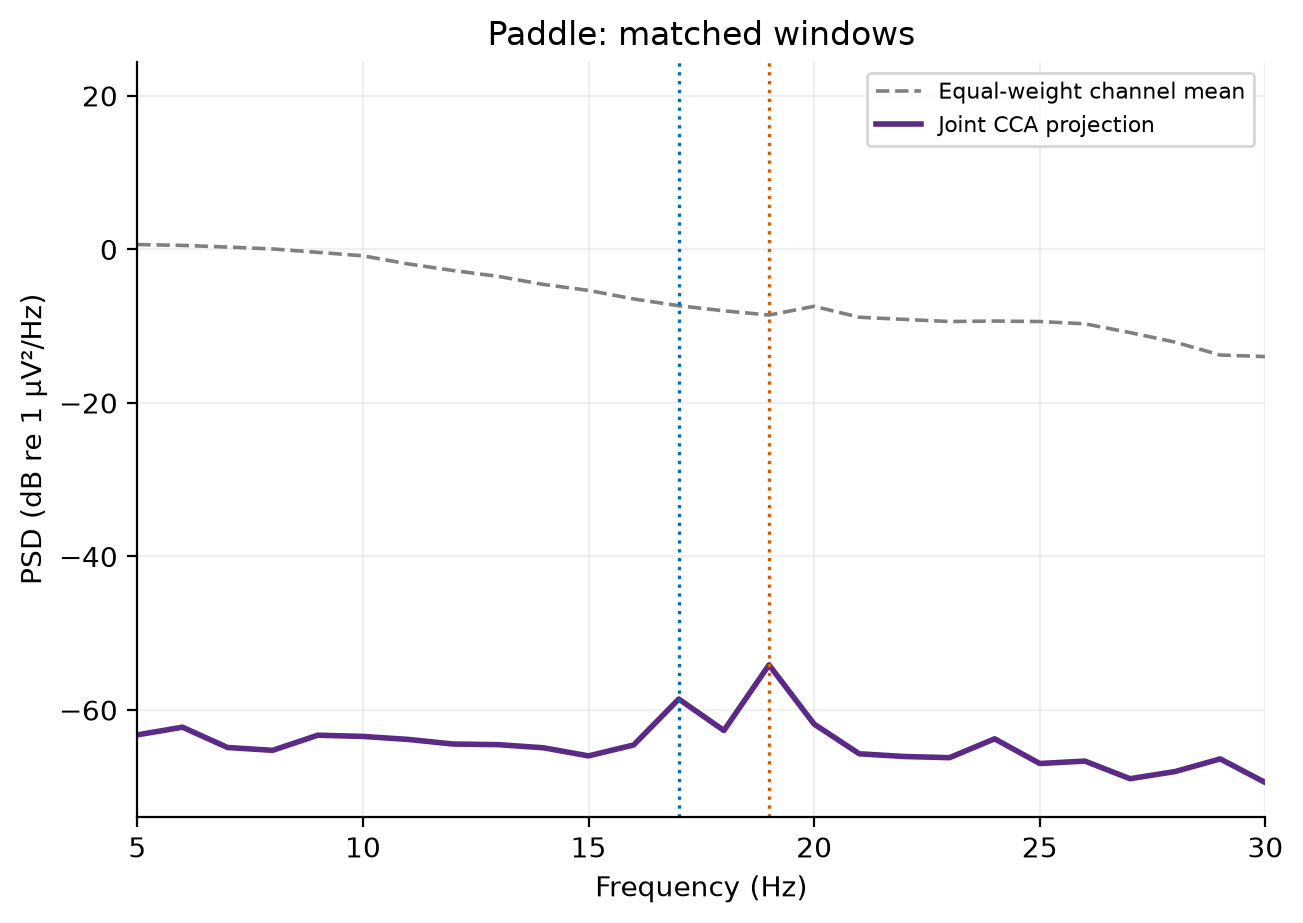 Paddle: matched windows
Equal-weight channel mean
Joint CCA projection
PSD (dB re 1 µV²/Hz)
20
0
−20
−40
−60
5 10 15 20 25 30
Frequency (Hz)